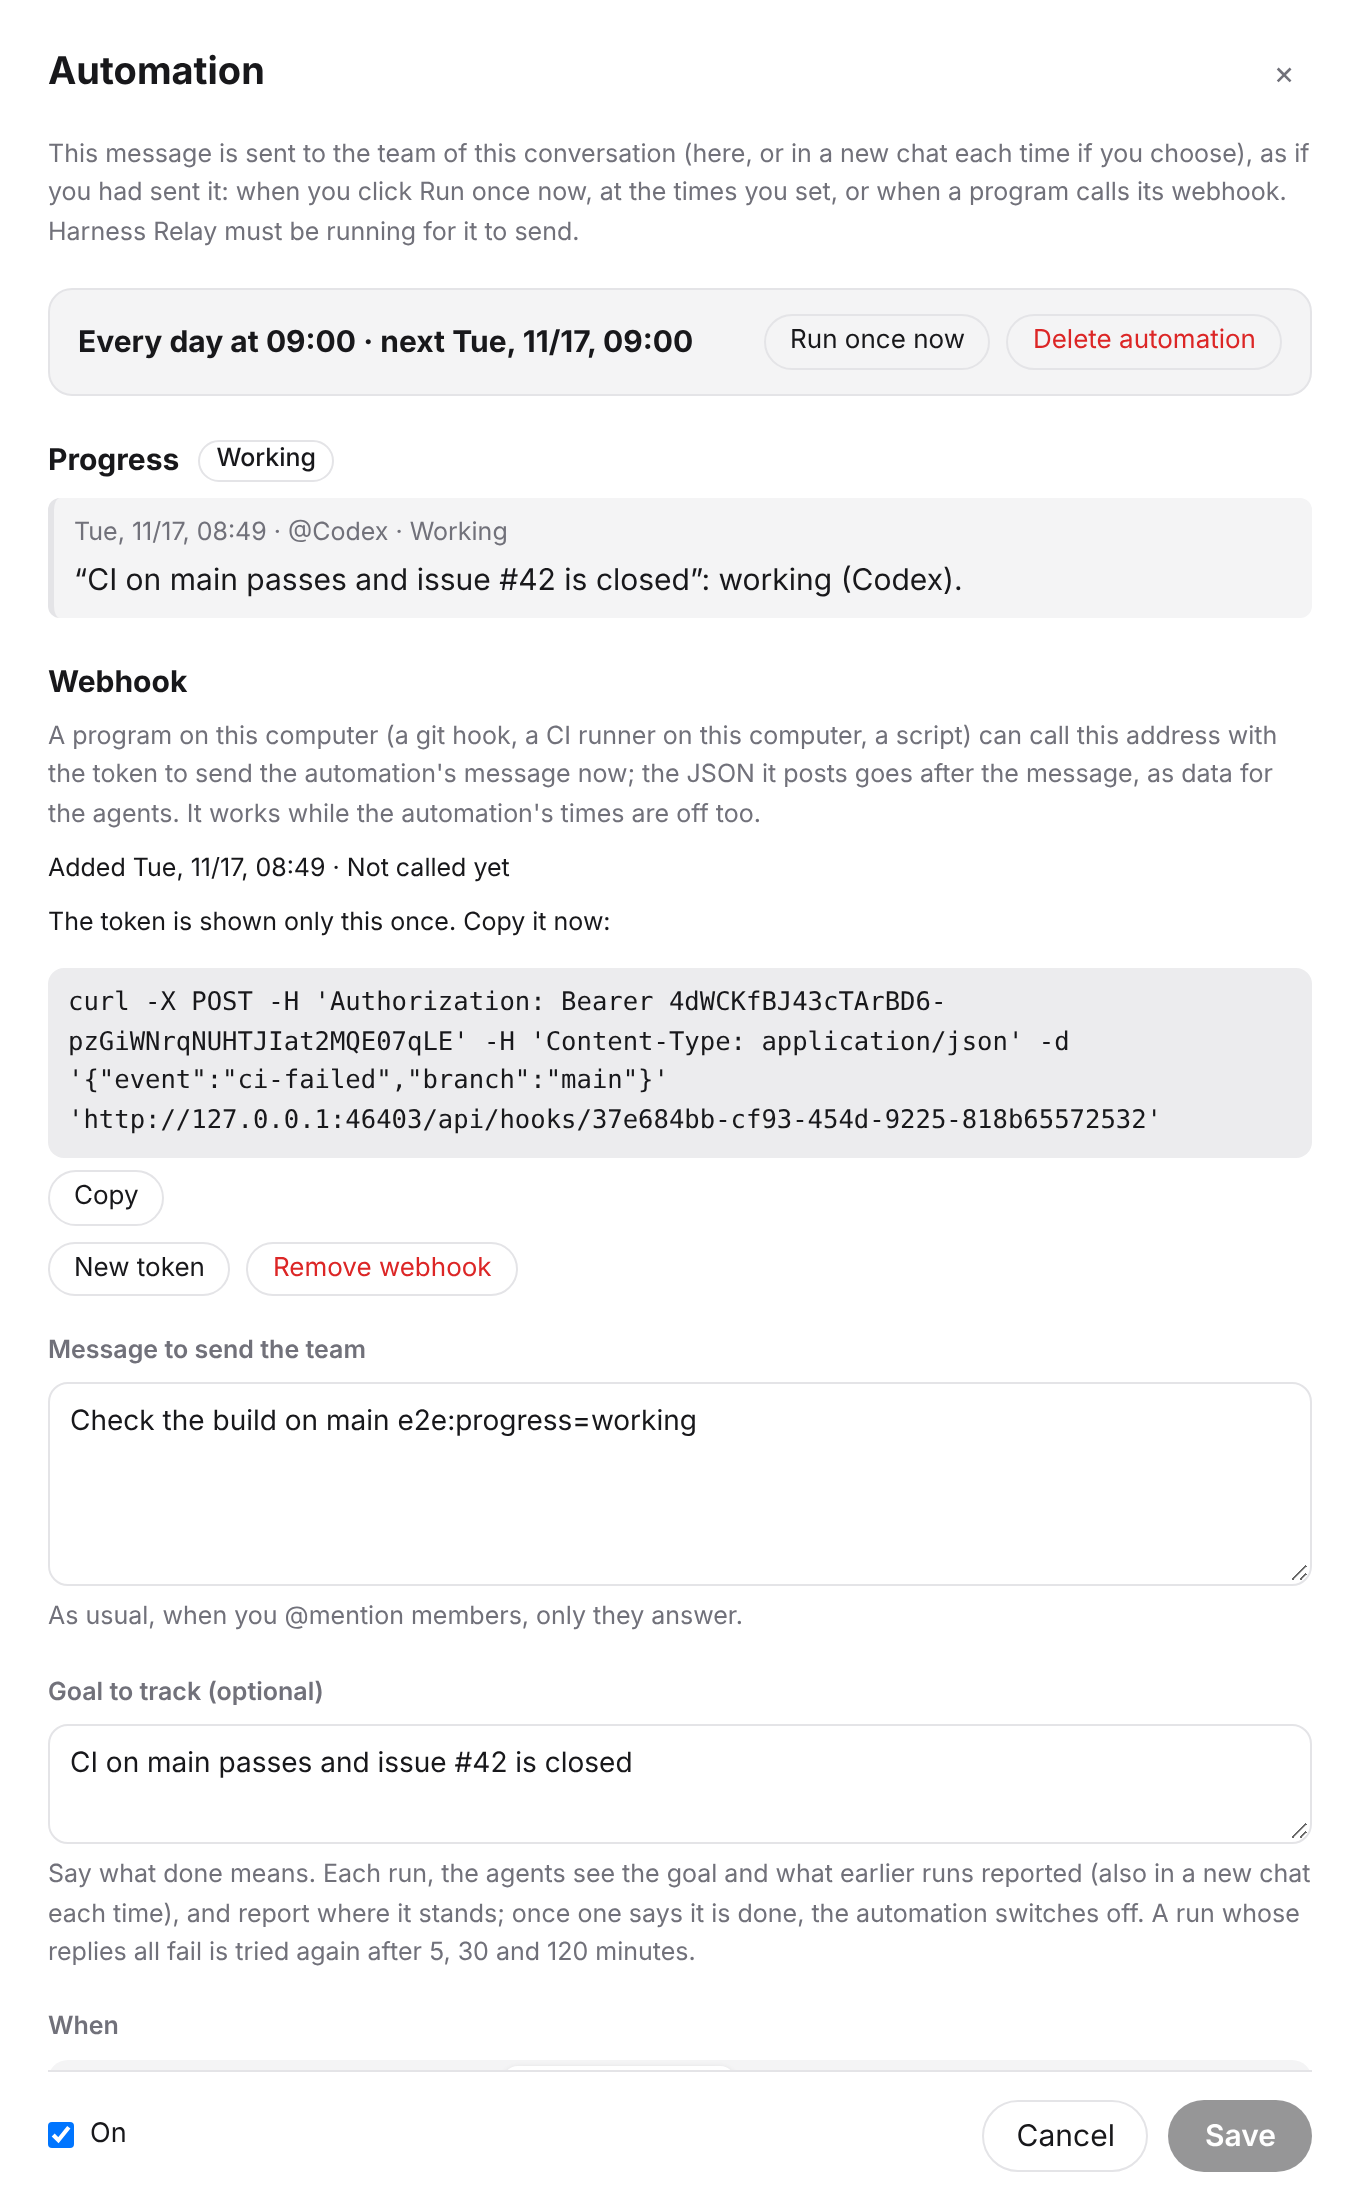 Automation
×
This message is sent to the team of this conversation (here, or in a new chat each time if you choose), as if
you had sent it: when you click Run once now, at the times you set, or when a program calls its webhook.
Harness Relay must be running for it to send.
Every day at 09:00 · next Tue, 11/17, 09:00
Run once now
Delete automation
Progress
Working
Tue, 11/17, 08:49 · @Codex · Working
“CI on main passes and issue #42 is closed”: working (Codex).
Webhook
A program on this computer (a git hook, a CI runner on this computer, a script) can call this address with
the token to send the automation's message now; the JSON it posts goes after the message, as data for
the agents. It works while the automation's times are off too.
Added Tue, 11/17, 08:49 · Not called yet
The token is shown only this once. Copy it now:
curl -X POST -H 'Authorization: Bearer 4dWCKfBJ43cTArBD6-
pzGiWNrqNUHTJIat2MQE07qLE' -H 'Content-Type: application/json' -d
'{"event":"ci-failed","branch":"main"}'
'http://127.0.0.1:46403/api/hooks/37e684bb-cf93-454d-9225-818b65572532'
Copy
New token
Remove webhook
Message to send the team
Check the build on main e2e:progress=working
As usual, when you @mention members, only they answer.
Goal to track (optional)
CI on main passes and issue #42 is closed
Say what done means. Each run, the agents see the goal and what earlier runs reported (also in a new chat
each time), and report where it stands; once one says it is done, the automation switches off. A run whose
replies all fail is tried again after 5, 30 and 120 minutes.
When
On
Cancel
Save